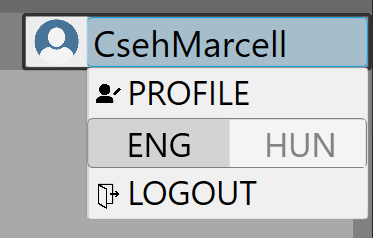 CsehMarcell
PROFILE
ENG HUN
LOGOUT